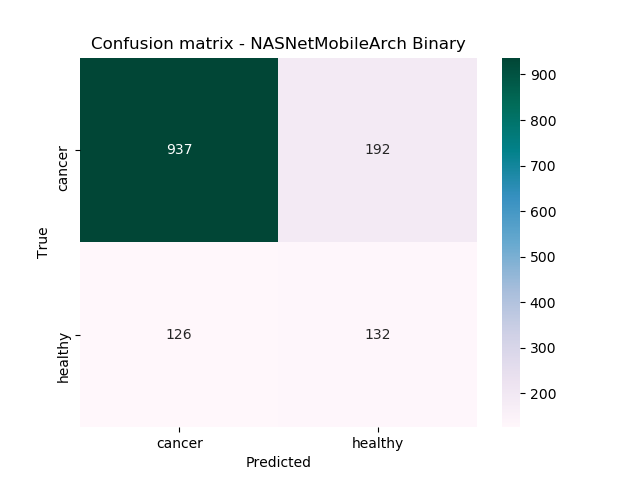 Confusion matrix - NASNetMobileArch Binary
cancer
healthy
True
937
192
126
132
cancer
healthy
Predicted
900
800
700
600
500
400
300
200